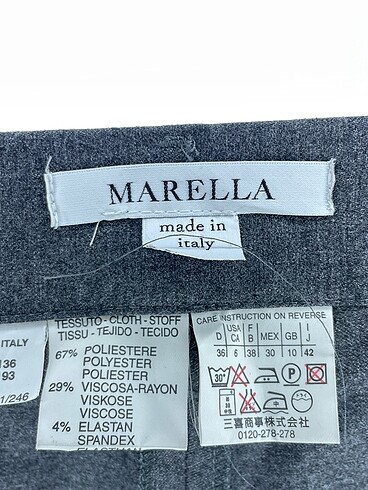 MARELLA
made in
italy
ITALY
136
93
1/246
TESSUTO-CLOTH-STOFF
TISSU-TEJIDO-TECIDO
67% POLIESTERE
POLYESTER
POLIESTER
29% VISCOSA-RAYON
VISKOSE
VISCOSE
4% ELASTAN
SPANDEX
ELASTHAN
CARE INSTRUCTION ON REVERSE
D USA CA F B MEX GB J
36 6 38 30 10 42
30°
P
三喜商事株式会社
0120-278-278